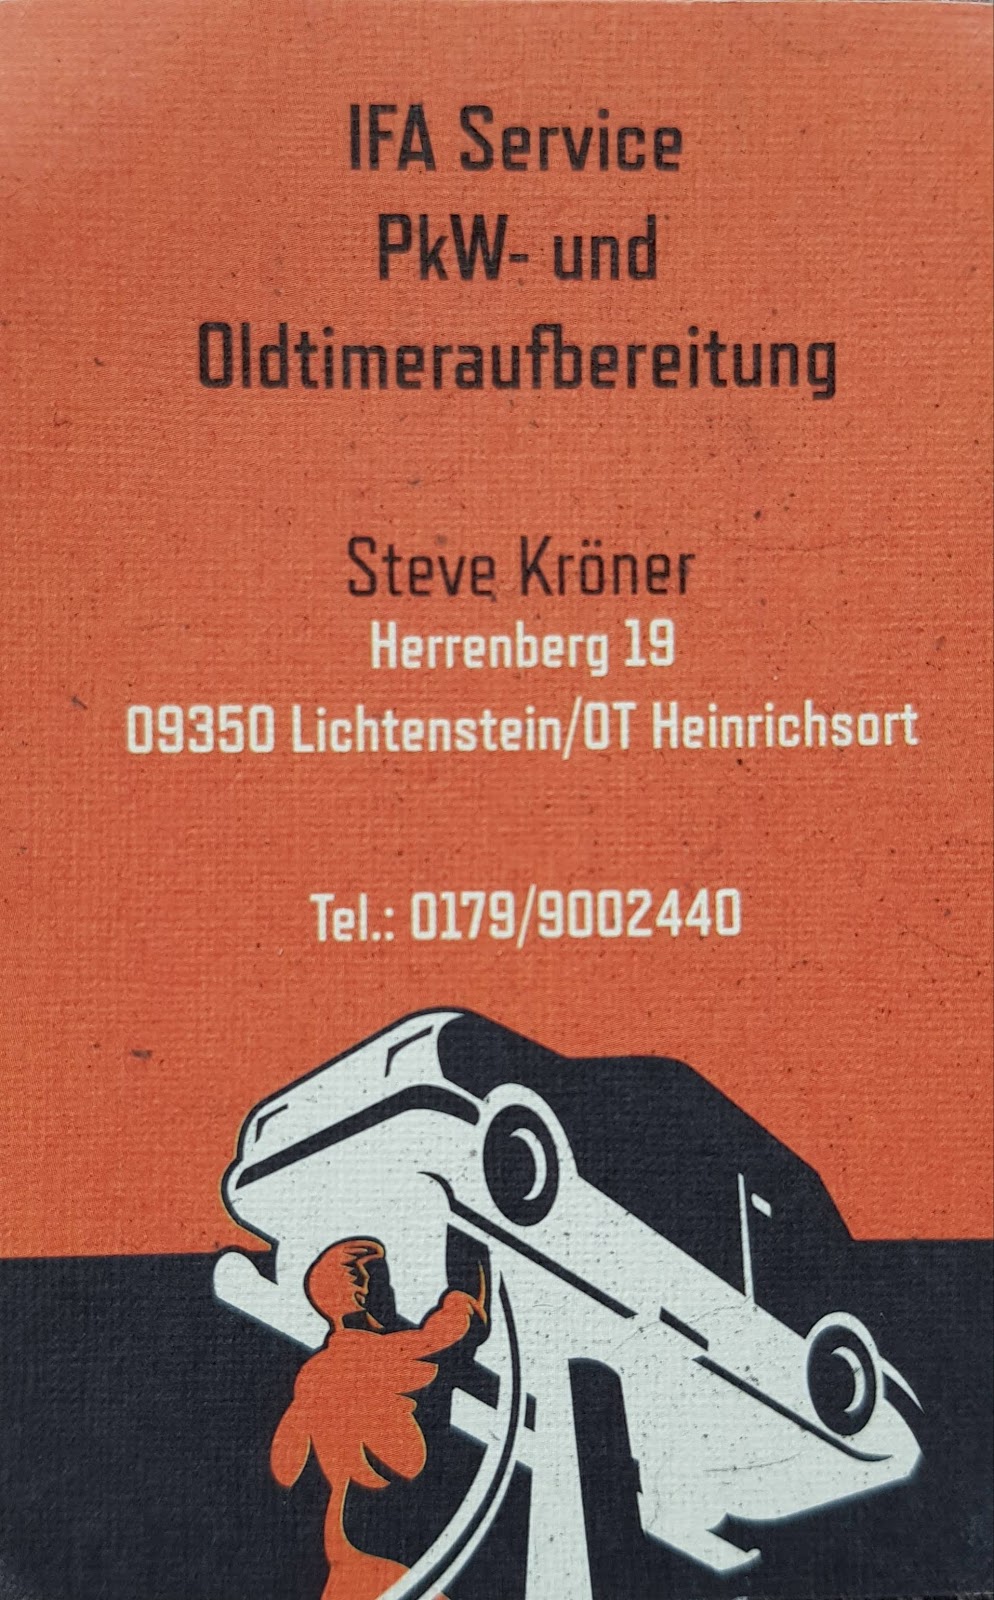 IFA Service
PkW- und
Oldtimeraufbereitung
Steve Kröner
Herrenberg 19
09350 Lichtenstein/OT Heinrichsort
Tel.: 0179/9002440